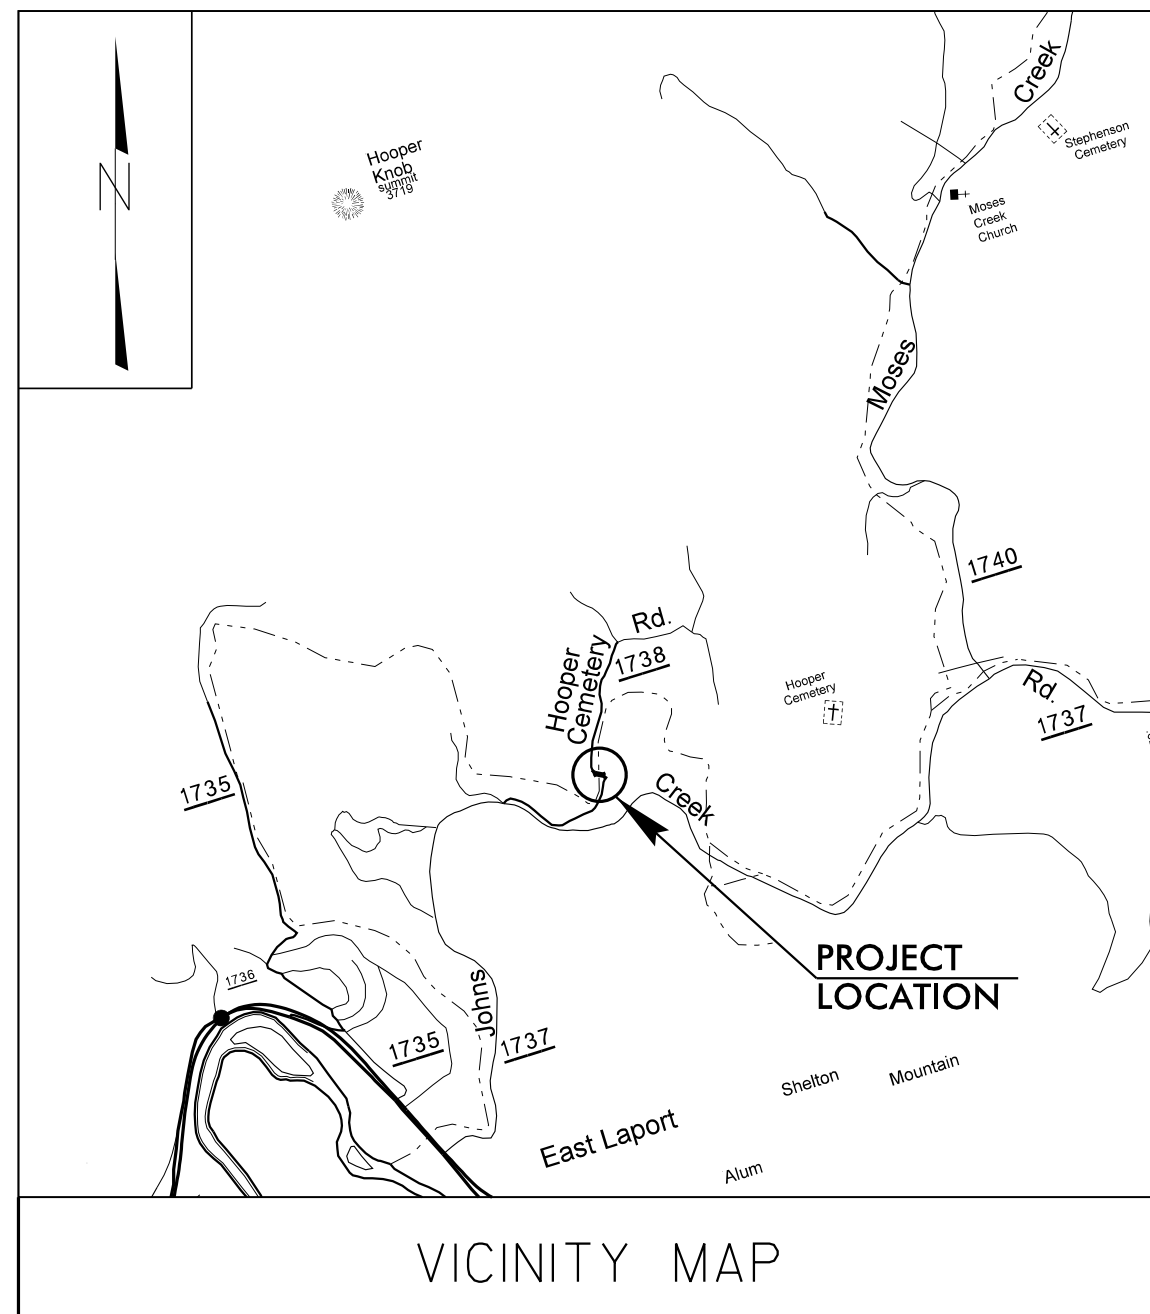 N
Creek
Stephenson
Cemetery
Hooper
Knob
summit
3719
Moses
Creek
Church
Moses
1740
Rd.
1738
Hooper
Cemetery
Hooper
Cemetery
Rd.
1737
1735
Creek
PROJECT
LOCATION
1736
Johns
1735
1737
Shelton
Mountain
East Laport
Alum
VICINITY MAP